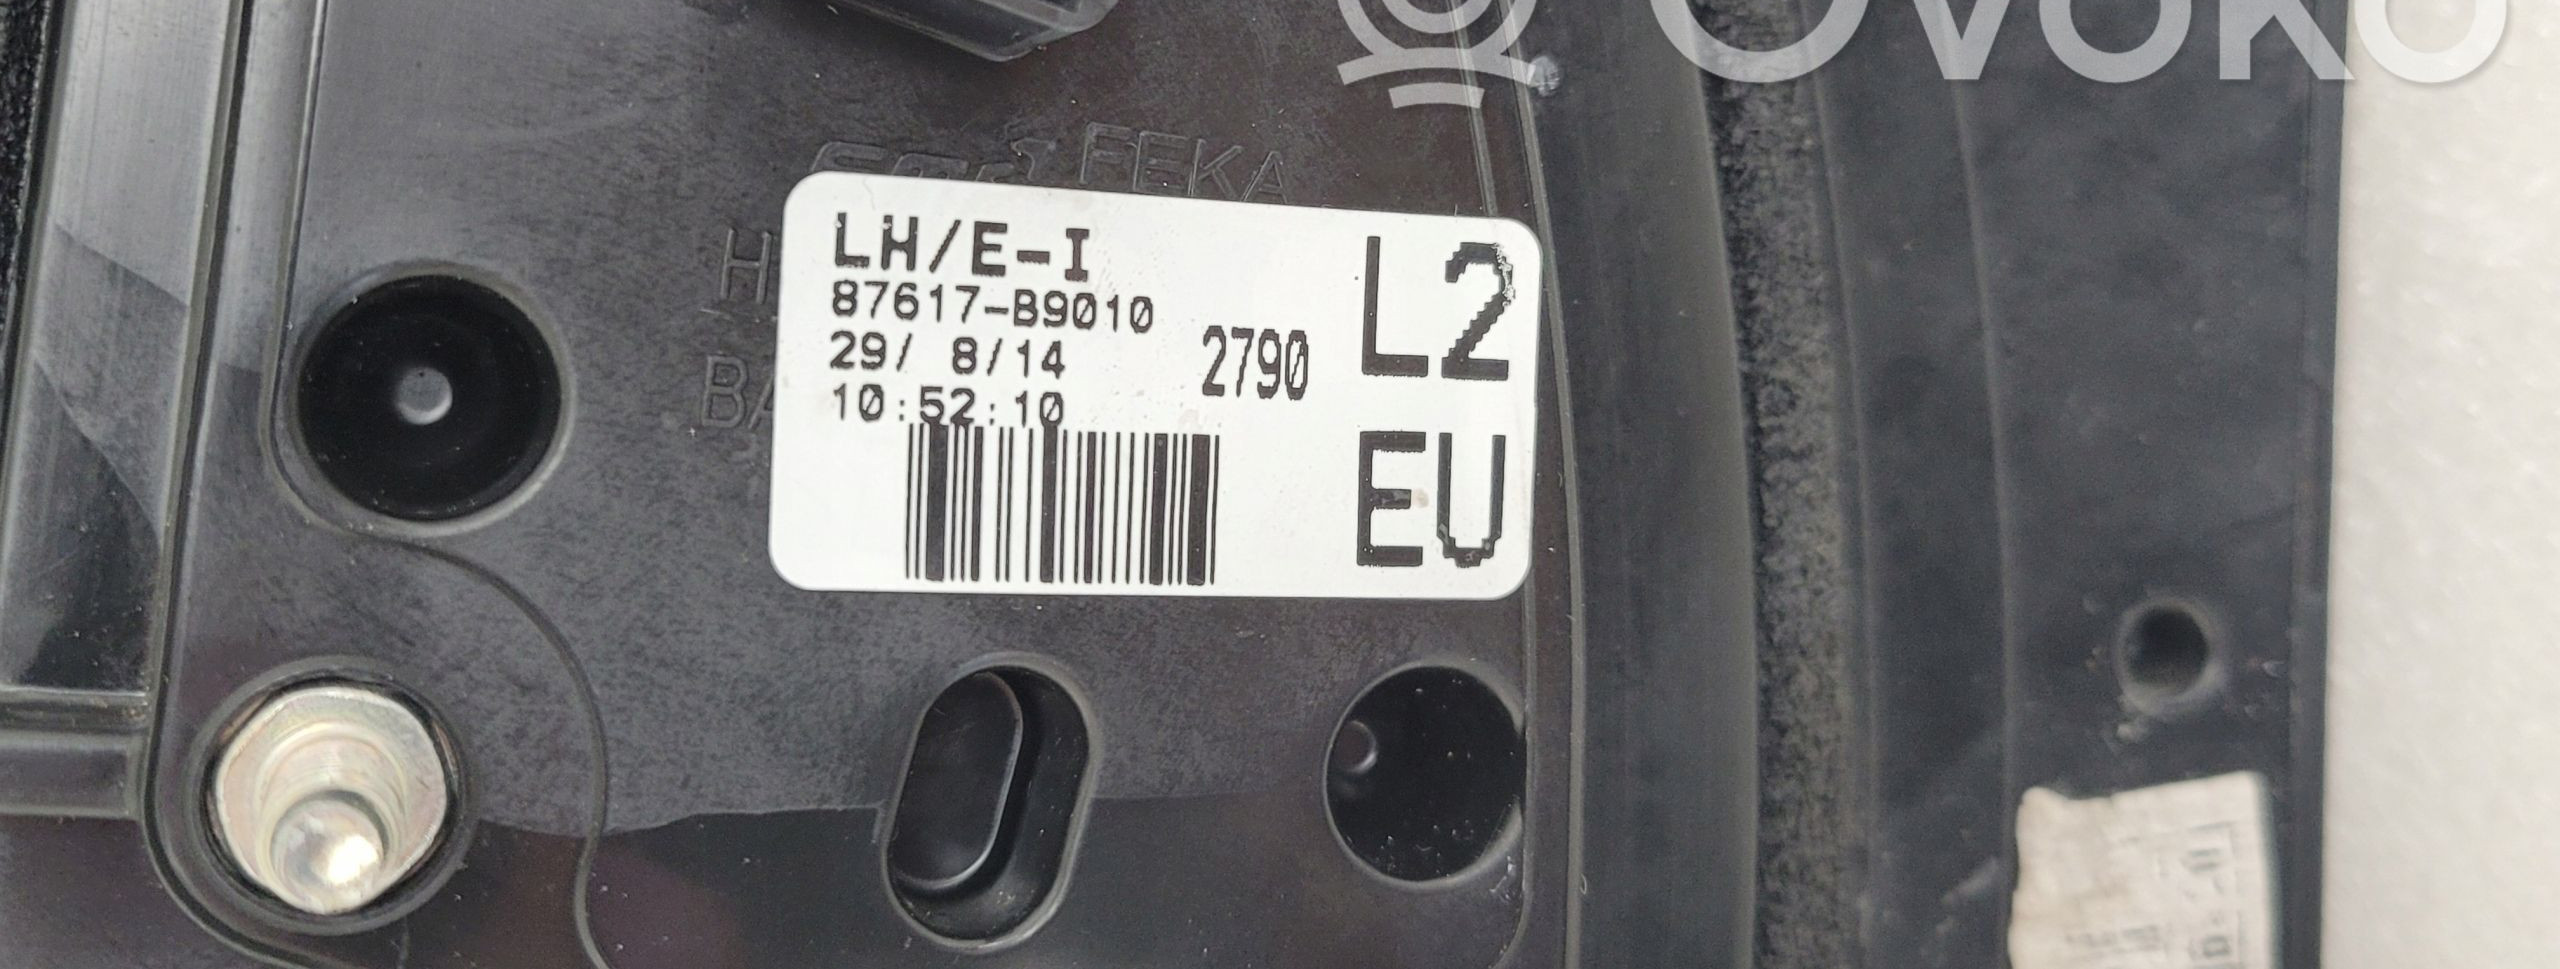 OVOKO
FEKA
LH/E-I
87617-B9010
29/ 8/14
10:52:10
2790
L2
EU